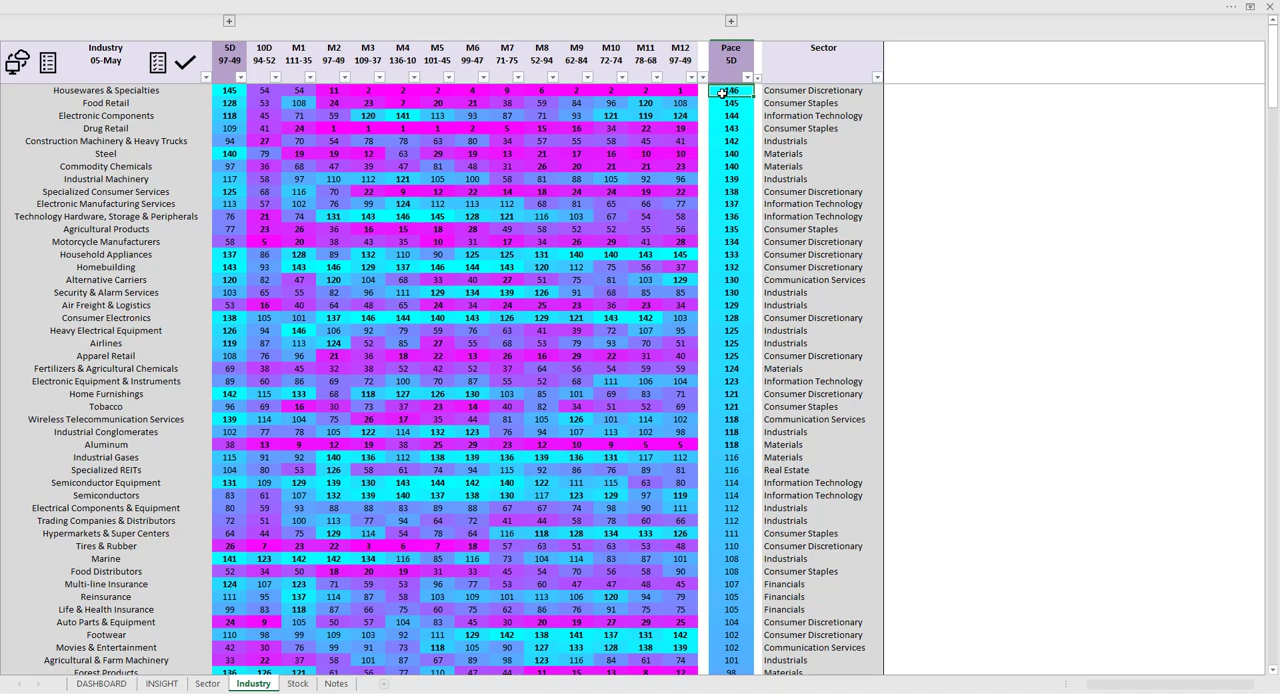 Industry 05-May 5D 97-49 10D 94-52 M1 111-35 M2 97-49 M3 109-37 M4 136-10 M5 101-45 M6 99-47 M7 71-75 M8 52-94 M9 62-84 M10 72-74 M11 78-68 M12 97-49 Pace 5D Sector
Housewares & Specialties 145 54 54 11 2 2 2 4 9 6 2 2 2 1 146 Consumer Discretionary
Food Retail 128 53 108 24 23 7 20 21 38 59 84 96 120 108 145 Consumer Staples
Electronic Components 118 45 71 59 120 141 113 93 87 71 93 121 119 124 144 Information Technology
Drug Retail 109 41 24 1 1 1 1 2 5 15 16 34 22 19 143 Consumer Staples
Construction Machinery & Heavy Trucks 94 27 70 54 78 78 63 80 34 57 55 58 45 41 142 Industrials
Steel 140 79 19 19 12 63 29 19 13 21 17 16 10 10 140 Materials
Commodity Chemicals 97 36 68 47 39 47 81 48 31 26 20 21 21 23 140 Materials
Industrial Machinery 117 58 97 110 112 121 105 100 58 81 88 105 92 96 139 Industrials
Specialized Consumer Services 125 68 116 70 22 9 12 22 14 18 24 24 19 22 138 Consumer Discretionary
Electronic Manufacturing Services 113 57 102 76 99 124 112 113 112 68 81 65 66 77 137 Information Technology
Technology Hardware, Storage & Peripherals 76 21 74 131 143 146 145 128 121 116 103 67 54 58 136 Information Technology
Agricultural Products 77 23 26 36 16 15 18 28 49 58 52 52 55 56 135 Consumer Staples
Motorcycle Manufacturers 58 5 20 38 43 35 10 31 17 34 26 29 41 28 134 Consumer Discretionary
Household Appliances 137 86 128 89 132 110 90 125 125 131 140 140 143 145 133 Consumer Discretionary
Homebuilding 143 93 143 146 129 137 146 144 143 120 112 75 56 37 132 Consumer Discretionary
Alternative Carriers 120 82 47 120 104 68 33 40 27 51 75 81 103 129 130 Communication Services
Security & Alarm Services 103 65 55 82 96 111 129 134 139 126 91 68 85 85 130 Industrials
Air Freight & Logistics 53 16 40 64 48 65 24 34 24 25 23 36 23 34 129 Industrials
Consumer Electronics 138 105 101 137 146 144 140 143 126 129 121 143 142 103 128 Consumer Discretionary
Heavy Electrical Equipment 126 94 146 106 92 79 59 76 63 41 39 72 107 95 125 Industrials
Airlines 119 87 113 124 52 85 27 55 68 53 79 93 70 51 125 Industrials
Apparel Retail 108 76 96 21 36 18 22 13 26 16 29 22 31 40 125 Consumer Discretionary
Fertilizers & Agricultural Chemicals 69 38 45 32 38 52 42 52 37 64 56 54 59 59 124 Materials
Electronic Equipment & Instruments 89 60 86 69 72 100 70 87 55 52 68 111 106 104 123 Information Technology
Home Furnishings 142 115 133 68 118 127 126 130 103 85 101 69 83 71 121 Consumer Discretionary
Tobacco 96 69 16 30 73 37 23 14 40 82 34 51 52 69 121 Consumer Staples
Wireless Telecommunication Services 139 114 104 75 26 17 35 44 81 105 126 101 114 102 118 Communication Services
Industrial Conglomerates 102 77 78 105 122 114 132 123 76 94 107 113 102 98 118 Industrials
Aluminum 38 13 9 12 19 38 25 29 23 12 10 9 5 5 118 Materials
Industrial Gases 115 91 92 140 136 112 138 139 136 139 136 131 117 112 116 Materials
Specialized REITs 104 80 53 126 58 61 74 94 115 92 86 76 89 81 116 Real Estate
Semiconductor Equipment 131 109 129 139 130 143 144 142 140 122 111 115 63 80 114 Information Technology
Semiconductors 83 61 107 132 139 140 137 138 130 117 123 129 97 119 114 Information Technology
Electrical Components & Equipment 80 59 93 88 88 83 89 88 67 67 74 98 90 111 112 Industrials
Trading Companies & Distributors 72 51 100 113 77 94 64 72 41 44 58 78 60 66 112 Industrials
Hypermarkets & Super Centers 64 44 75 129 114 54 78 64 116 118 128 134 133 126 111 Consumer Staples
Tires & Rubber 26 7 23 22 3 6 7 18 57 63 51 63 53 48 110 Consumer Discretionary
Marine 141 123 142 142 134 116 85 116 73 104 114 83 87 101 108 Industrials
Food Distributors 52 34 50 18 20 19 31 33 45 54 70 56 58 90 108 Consumer Staples
Multi-line Insurance 124 107 123 71 59 53 96 77 53 60 47 47 48 45 107 Financials
Reinsurance 111 95 137 114 87 58 103 109 101 113 106 120 94 79 105 Financials
Life & Health Insurance 99 83 118 87 66 75 60 75 62 86 76 91 75 75 105 Financials
Auto Parts & Equipment 24 9 105 50 57 104 83 45 30 20 19 27 29 25 104 Consumer Discretionary
Footwear 110 98 99 109 103 92 111 129 142 138 141 137 131 142 102 Consumer Discretionary
Movies & Entertainment 42 30 76 99 91 73 118 105 90 127 133 128 138 139 102 Communication Services
Agricultural & Farm Machinery 33 22 37 58 101 87 67 89 98 123 116 84 61 74 101 Industrials
Forest Products 136 126 121 61 56 77 110 47 44 11 15 13 8 12 98 Materials
DASHBOARD INSIGHT Sector Industry Stock Notes